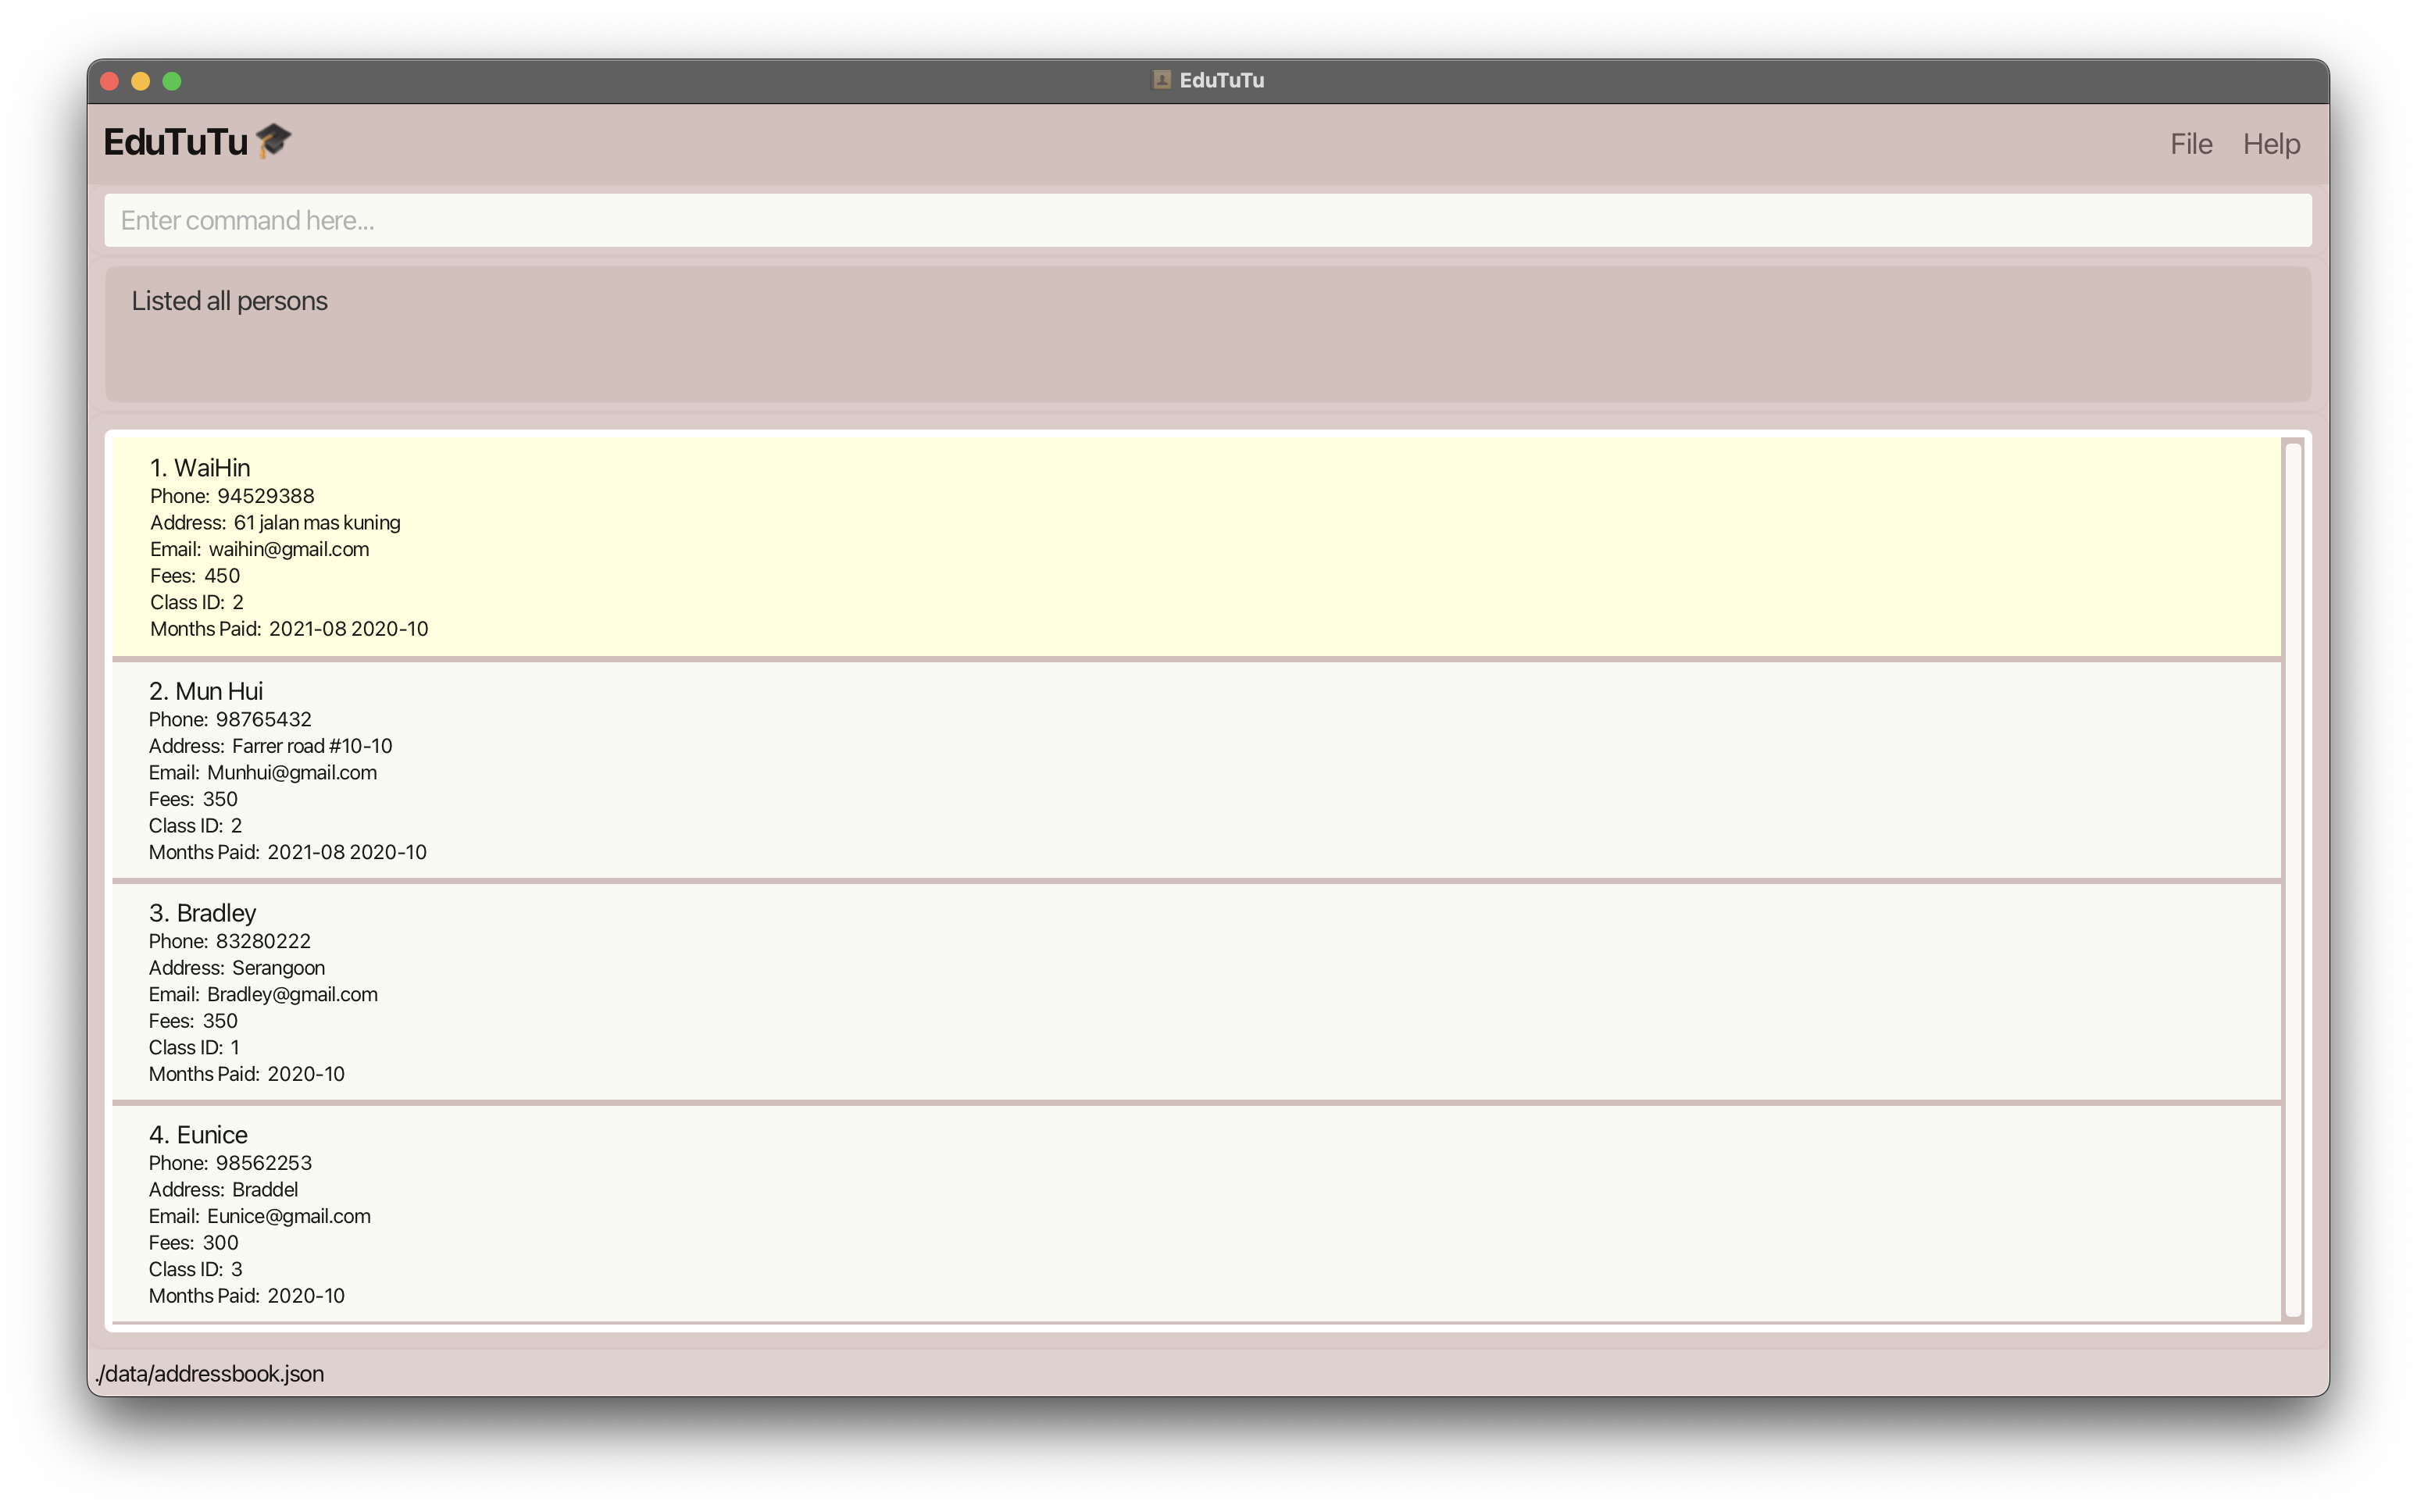 EduTuTu
EduTuTu
File Help
Enter command here...
Listed all persons
1. WaiHin
Phone: 94529388
Address: 61 jalan mas kuning
Email: waihin@gmail.com
Fees: 450
Class ID: 2
Months Paid: 2021-08 2020-10
2. Mun Hui
Phone: 98765432
Address: Farrer road #10-10
Email: Munhui@gmail.com
Fees: 350
Class ID: 2
Months Paid: 2021-08 2020-10
3. Bradley
Phone: 83280222
Address: Serangoon
Email: Bradley@gmail.com
Fees: 350
Class ID: 1
Months Paid: 2020-10
4. Eunice
Phone: 98562253
Address: Braddel
Email: Eunice@gmail.com
Fees: 300
Class ID: 3
Months Paid: 2020-10
./data/addressbook.json